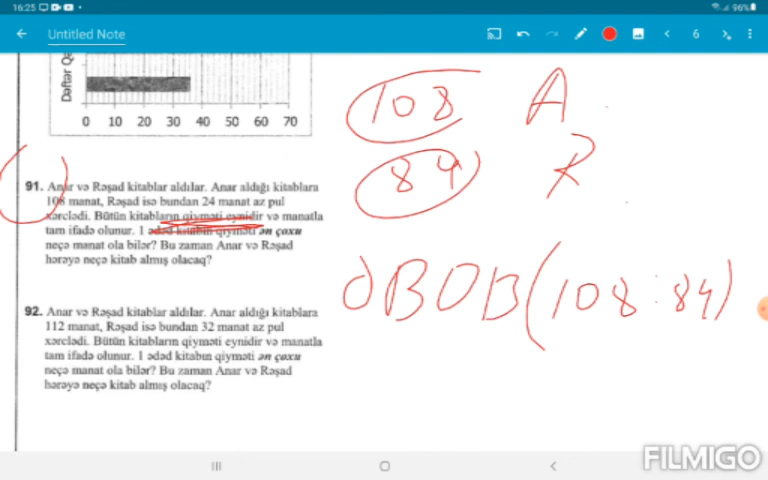 16:25
96%
Untitled Note
6
Dəftər Qa
0 10 20 30 40 50 60 70
108 A
84 R
91. Anar və Rəşad kitablar aldılar. Anar aldığı kitablara
108 manat, Rəşad isə bundan 24 manat az pul
xərclədi. Bütün kitabların qiyməti eynidir və manatla
tam ifadə olunur. 1 ədəd kitabın qiyməti ən çoxu
neçə manat ola bilər? Bu zaman Anar və Rəşad
hərəyə neçə kitab almış olacaq?
ƏBOB(108:84)
92. Anar və Rəşad kitablar aldılar. Anar aldığı kitablara
112 manat, Rəşad isə bundan 32 manat az pul
xərclədi. Bütün kitabların qiyməti eynidir və manatla
tam ifadə olunur. 1 ədəd kitabın qiyməti ən çoxu
neçə manat ola bilər? Bu zaman Anar və Rəşad
hərəyə neçə kitab almış olacaq?
FILMIGO